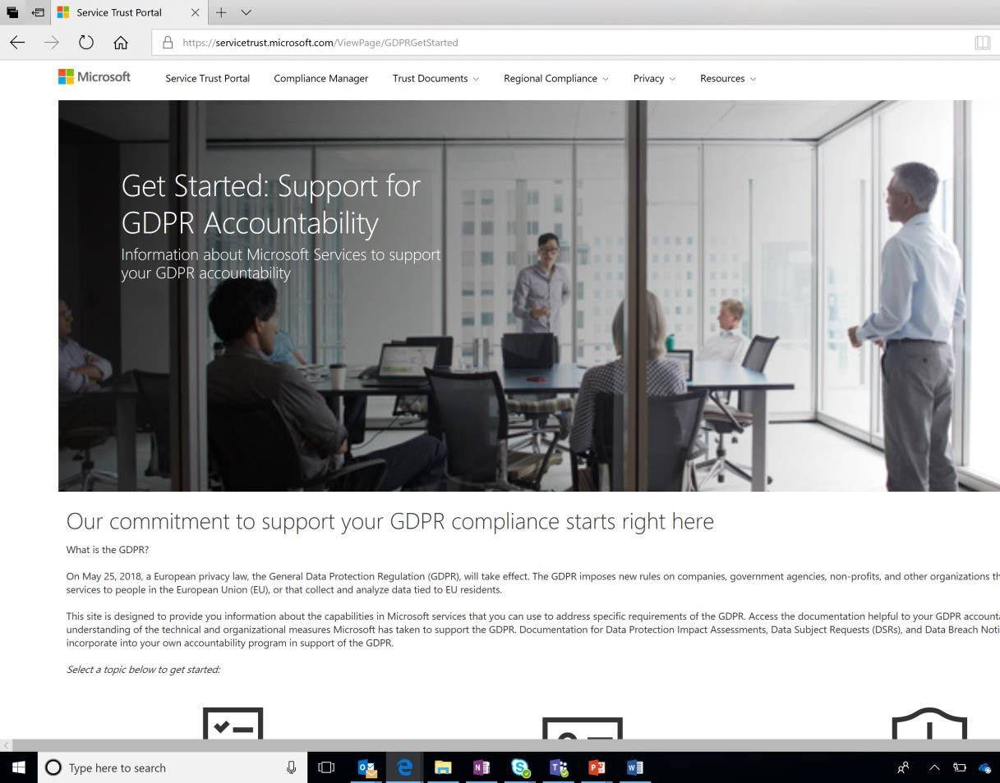 Service Trust Portal
https://servicetrust.microsoft.com/ViewPage/GDPRGetStarted
Microsoft
Service Trust Portal Compliance Manager Trust Documents Regional Compliance Privacy Resources
Get Started: Support for
GDPR Accountability
Information about Microsoft Services to support
your GDPR accountability
Our commitment to support your GDPR compliance starts right here
What is the GDPR?
On May 25, 2018, a European privacy law, the General Data Protection Regulation (GDPR), will take effect. The GDPR imposes new rules on companies, government agencies, non-profits, and other organizations th
services to people in the European Union (EU), or that collect and analyze data tied to EU residents.
This site is designed to provide you information about the capabilities in Microsoft services that you can use to address specific requirements of the GDPR. Access the documentation helpful to your GDPR accounta
understanding of the technical and organizational measures Microsoft has taken to support the GDPR. Documentation for Data Protection Impact Assessments, Data Subject Requests (DSRs), and Data Breach Noti
incorporate into your own accountability program in support of the GDPR.
Select a topic below to get started:
Type here to search